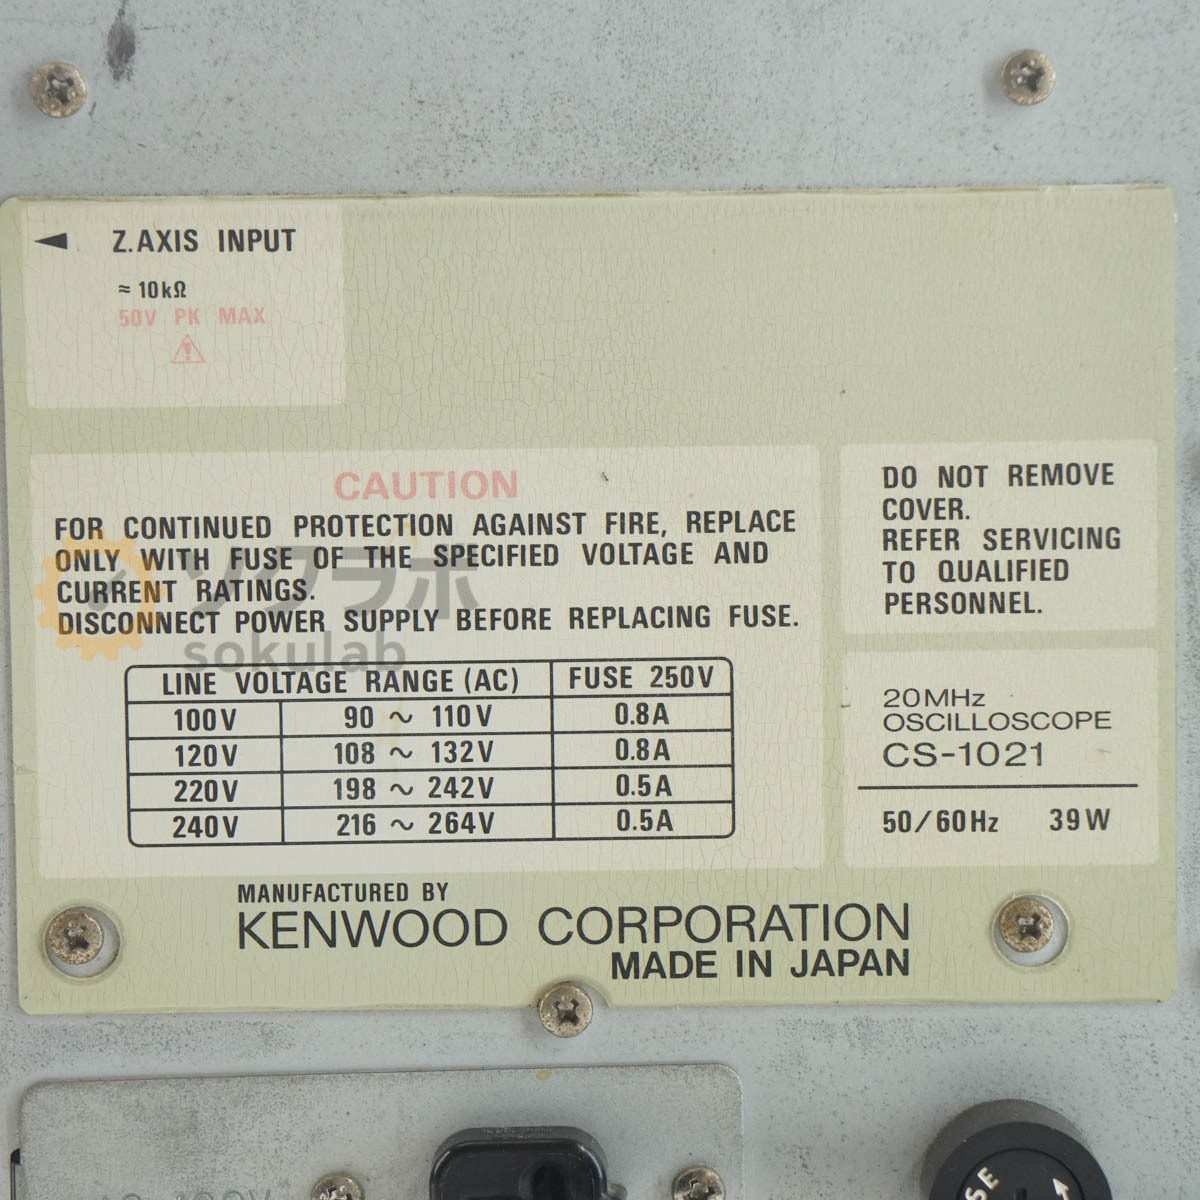 Z.AXIS INPUT
≈ 10kΩ
50V PK MAX
CAUTION
FOR CONTINUED PROTECTION AGAINST FIRE, REPLACE
ONLY WITH FUSE OF THE SPECIFIED VOLTAGE AND
CURRENT RATINGS.
DISCONNECT POWER SUPPLY BEFORE REPLACING FUSE.
ソクラボ
sokulab
LINE VOLTAGE RANGE (AC) FUSE 250V
100V 90 ~ 110V 0.8A
120V 108 ~ 132V 0.8A
220V 198 ~ 242V 0.5A
240V 216 ~ 264V 0.5A
DO NOT REMOVE
COVER.
REFER SERVICING
TO QUALIFIED
PERSONNEL.
20MHz
OSCILLOSCOPE
CS-1021
50/60Hz 39W
MANUFACTURED BY
KENWOOD CORPORATION
MADE IN JAPAN